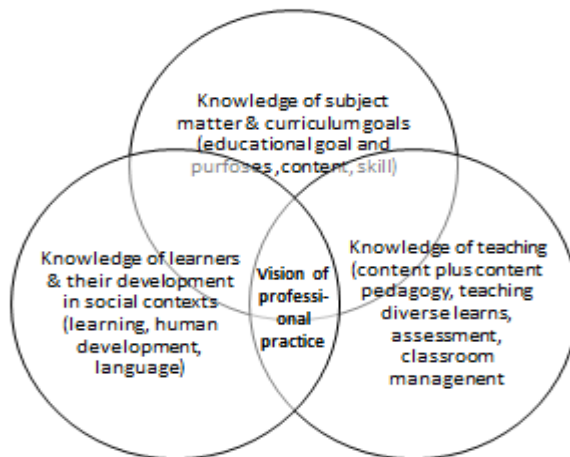 Knowledge of subject
matter & curriculum goals
(educational goal and
purfoses ,content, skill)
Knowledge of learners
& their development
in social contexts
(learning, human
development,
language)
Vision of
professi-
onal
practice
Knowledge of teaching
(content plus content
pedagogy, teaching
diverse learns,
assessment,
classroom
managenent